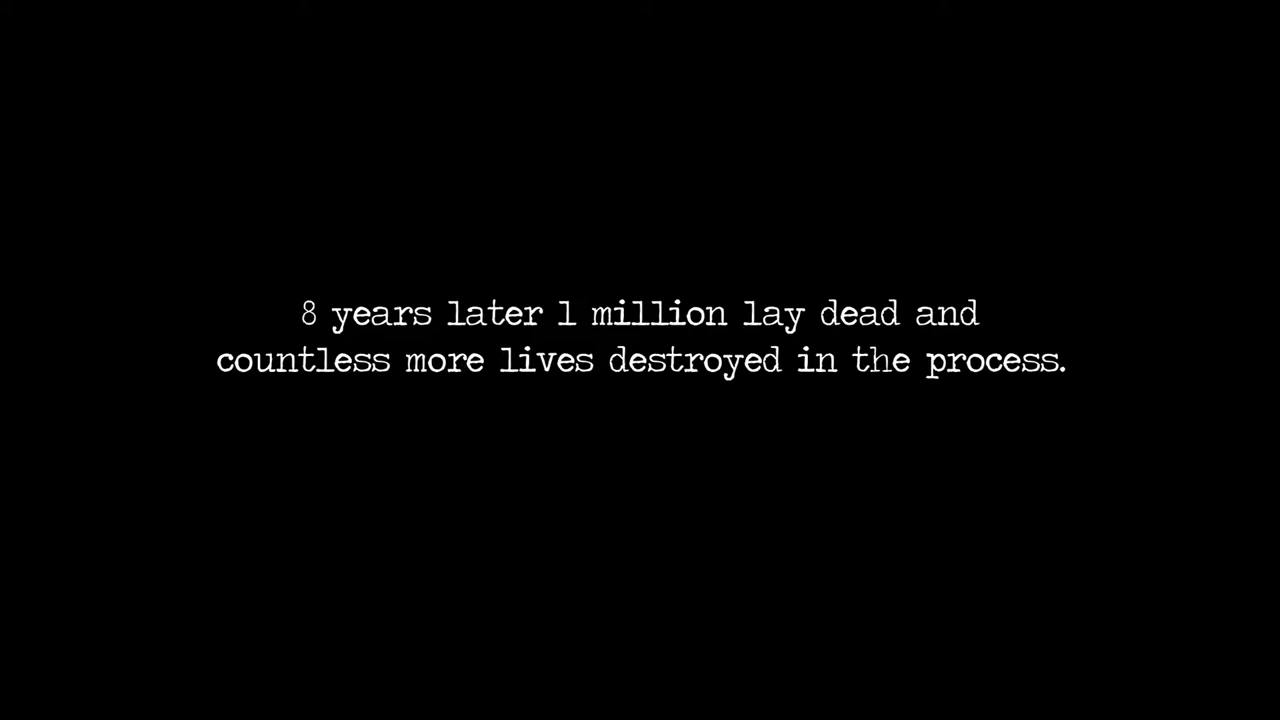 8 years later 1 million lay dead and
countless more lives destroyed in the process.